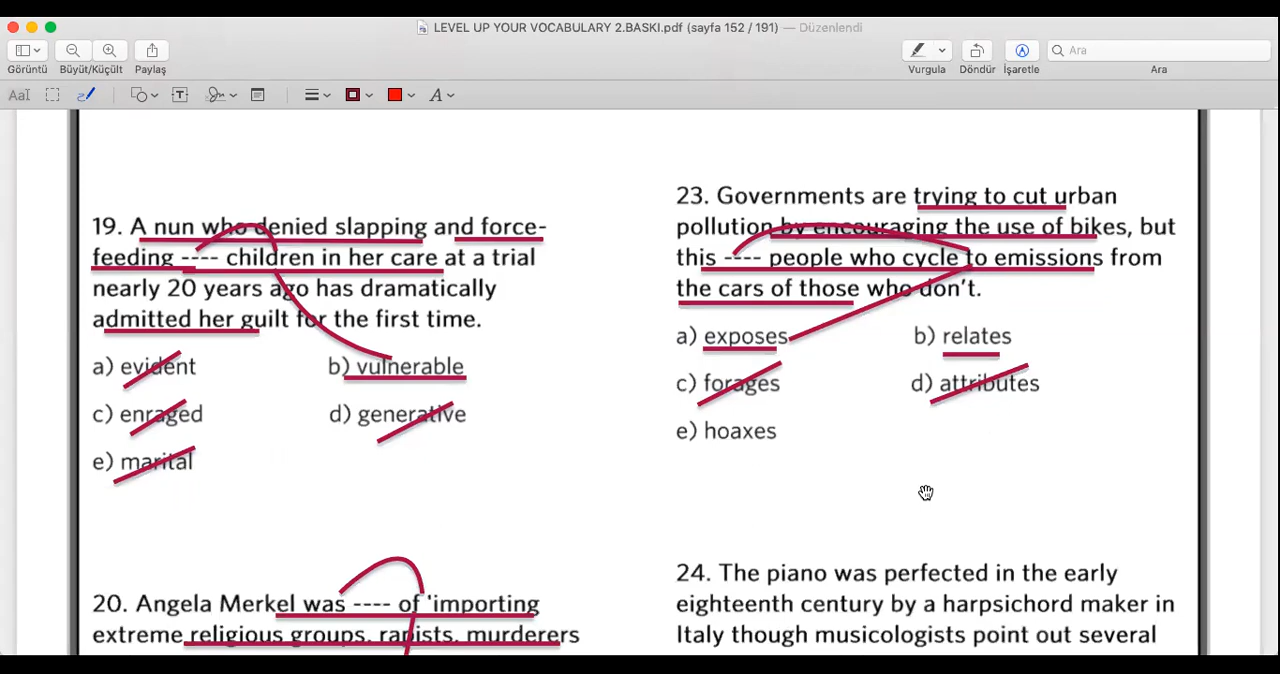 LEVEL UP YOUR VOCABULARY 2.BASKI.pdf (sayfa 152 / 191) — Düzenlendi
Görüntü
Büyüt/Küçült
Paylaş
Vurgula
Döndür
İşaretle
Ara
Ara
AaI
T
A
19. A nun who denied slapping and force-
feeding ---- children in her care at a trial
nearly 20 years ago has dramatically
admitted her guilt for the first time.
a) evident
b) vulnerable
c) enraged
d) generative
e) marital
20. Angela Merkel was ---- of 'importing
extreme religious groups, rapists, murderers
23. Governments are trying to cut urban
pollution by encouraging the use of bikes, but
this ---- people who cycle to emissions from
the cars of those who don't.
a) exposes
b) relates
c) forages
d) attributes
e) hoaxes
24. The piano was perfected in the early
eighteenth century by a harpsichord maker in
Italy though musicologists point out several